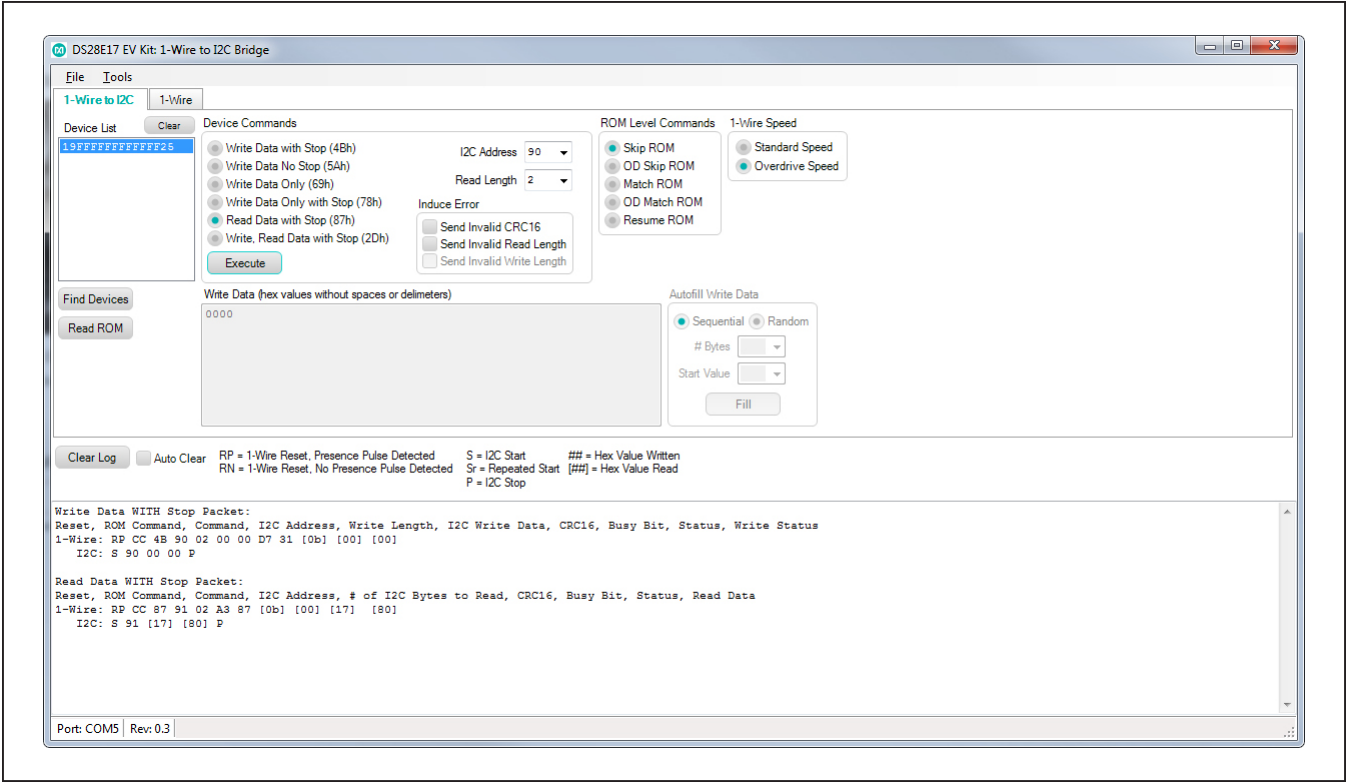 DS28E17 EV Kit: 1-Wire to I2C Bridge
File Tools
1-Wire to I2C 1-Wire
Device List Clear
19FFFFFFFFFFFF25
Find Devices
Read ROM
Device Commands
Write Data with Stop (4Bh)
Write Data No Stop (5Ah)
Write Data Only (69h)
Write Data Only with Stop (78h)
Read Data with Stop (87h)
Write, Read Data with Stop (2Dh)
Execute
I2C Address 90
Read Length 2
Induce Error
Send Invalid CRC16
Send Invalid Read Length
Send Invalid Write Length
ROM Level Commands
Skip ROM
OD Skip ROM
Match ROM
OD Match ROM
Resume ROM
1-Wire Speed
Standard Speed
Overdrive Speed
Write Data (hex values without spaces or delimeters)
0000
Autofill Write Data
Sequential Random
# Bytes
Start Value
Fill
Clear Log Auto Clear
RP = 1-Wire Reset, Presence Pulse Detected
RN = 1-Wire Reset, No Presence Pulse Detected
S = I2C Start
Sr = Repeated Start
P = I2C Stop
## = Hex Value Written
[##] = Hex Value Read
Write Data WITH Stop Packet:
Reset, ROM Command, Command, I2C Address, Write Length, I2C Write Data, CRC16, Busy Bit, Status, Write Status
1-Wire: RP CC 4B 90 02 00 00 D7 31 [0b] [00] [00]
I2C: S 90 00 00 P
Read Data WITH Stop Packet:
Reset, ROM Command, Command, I2C Address, # of I2C Bytes to Read, CRC16, Busy Bit, Status, Read Data
1-Wire: RP CC 87 91 02 A3 87 [0b] [00] [17] [80]
I2C: S 91 [17] [80] P
Port: COM5 Rev: 0.3